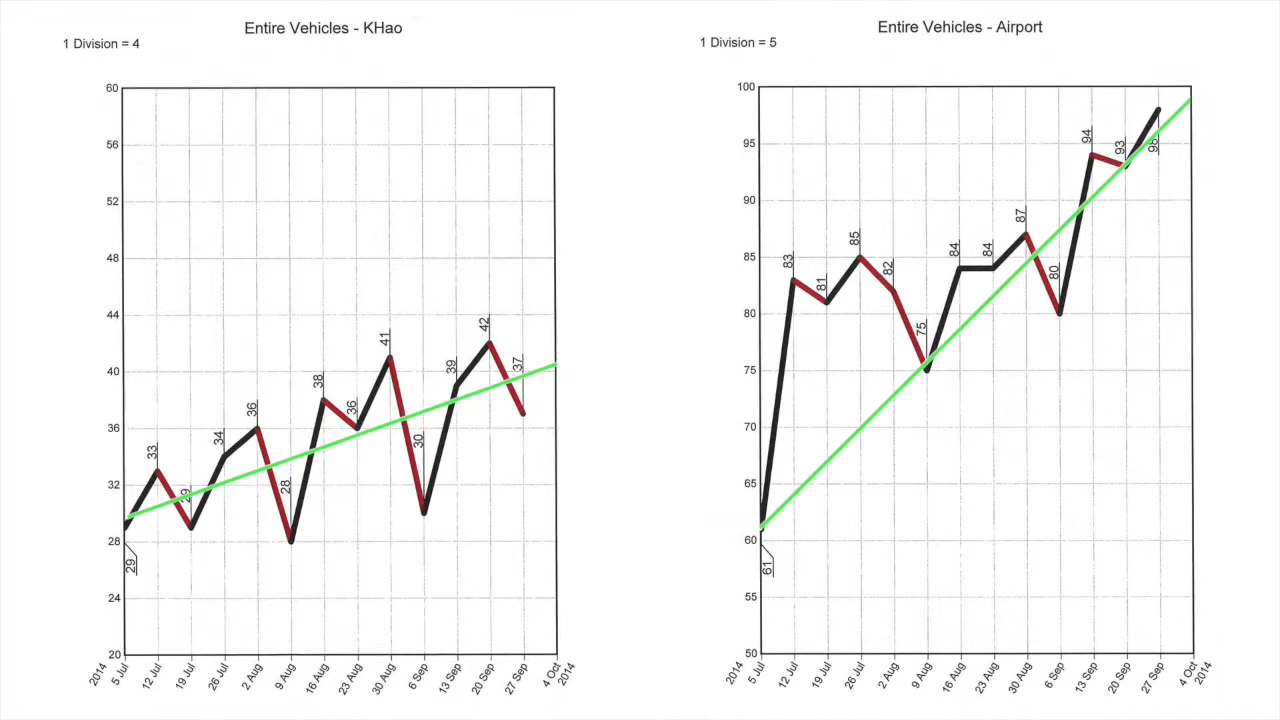 Entire Vehicles - KHao
1 Division = 4
60
56
52
48
44
40
36
32
28
24
20
29
33
29
34
36
28
38
36
41
30
39
42
37
2014
5 Jul
12 Jul
19 Jul
26 Jul
2 Aug
9 Aug
16 Aug
23 Aug
30 Aug
6 Sep
13 Sep
20 Sep
27 Sep
4 Oct
2014
Entire Vehicles - Airport
1 Division = 5
100
95
90
85
80
75
70
65
60
55
50
61
83
81
85
82
75
84
84
87
80
94
93
98
2014
5 Jul
12 Jul
19 Jul
26 Jul
2 Aug
9 Aug
16 Aug
23 Aug
30 Aug
6 Sep
13 Sep
20 Sep
27 Sep
4 Oct
2014